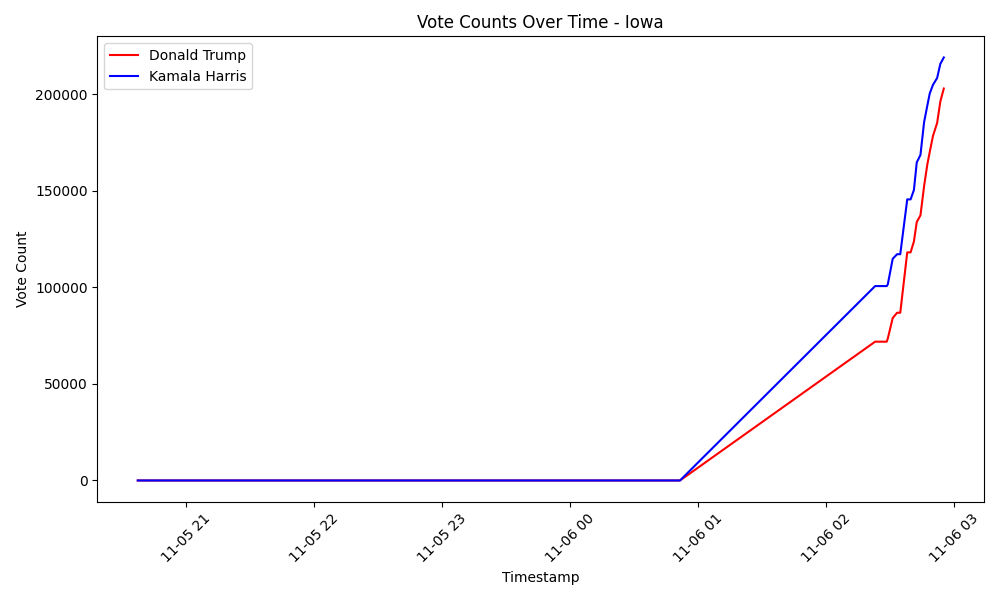 Vote Counts Over Time - Iowa
Donald Trump
Kamala Harris
Vote Count
200000
150000
100000
50000
0
11-05 21
11-05 22
11-05 23
11-06 00
11-06 01
11-06 02
11-06 03
Timestamp